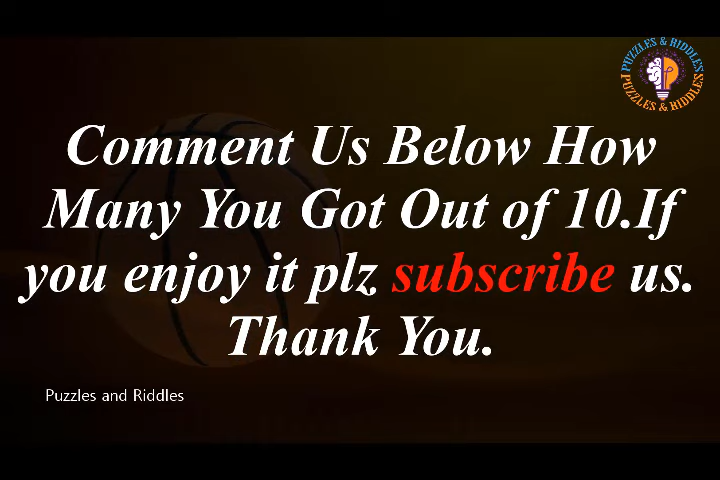 PUZZLES & RIDDLES
PUZZLES & RIDDLES
Comment Us Below How
Many You Got Out of 10.If
you enjoy it plz subscribe us.
Thank You.
Puzzles and Riddles